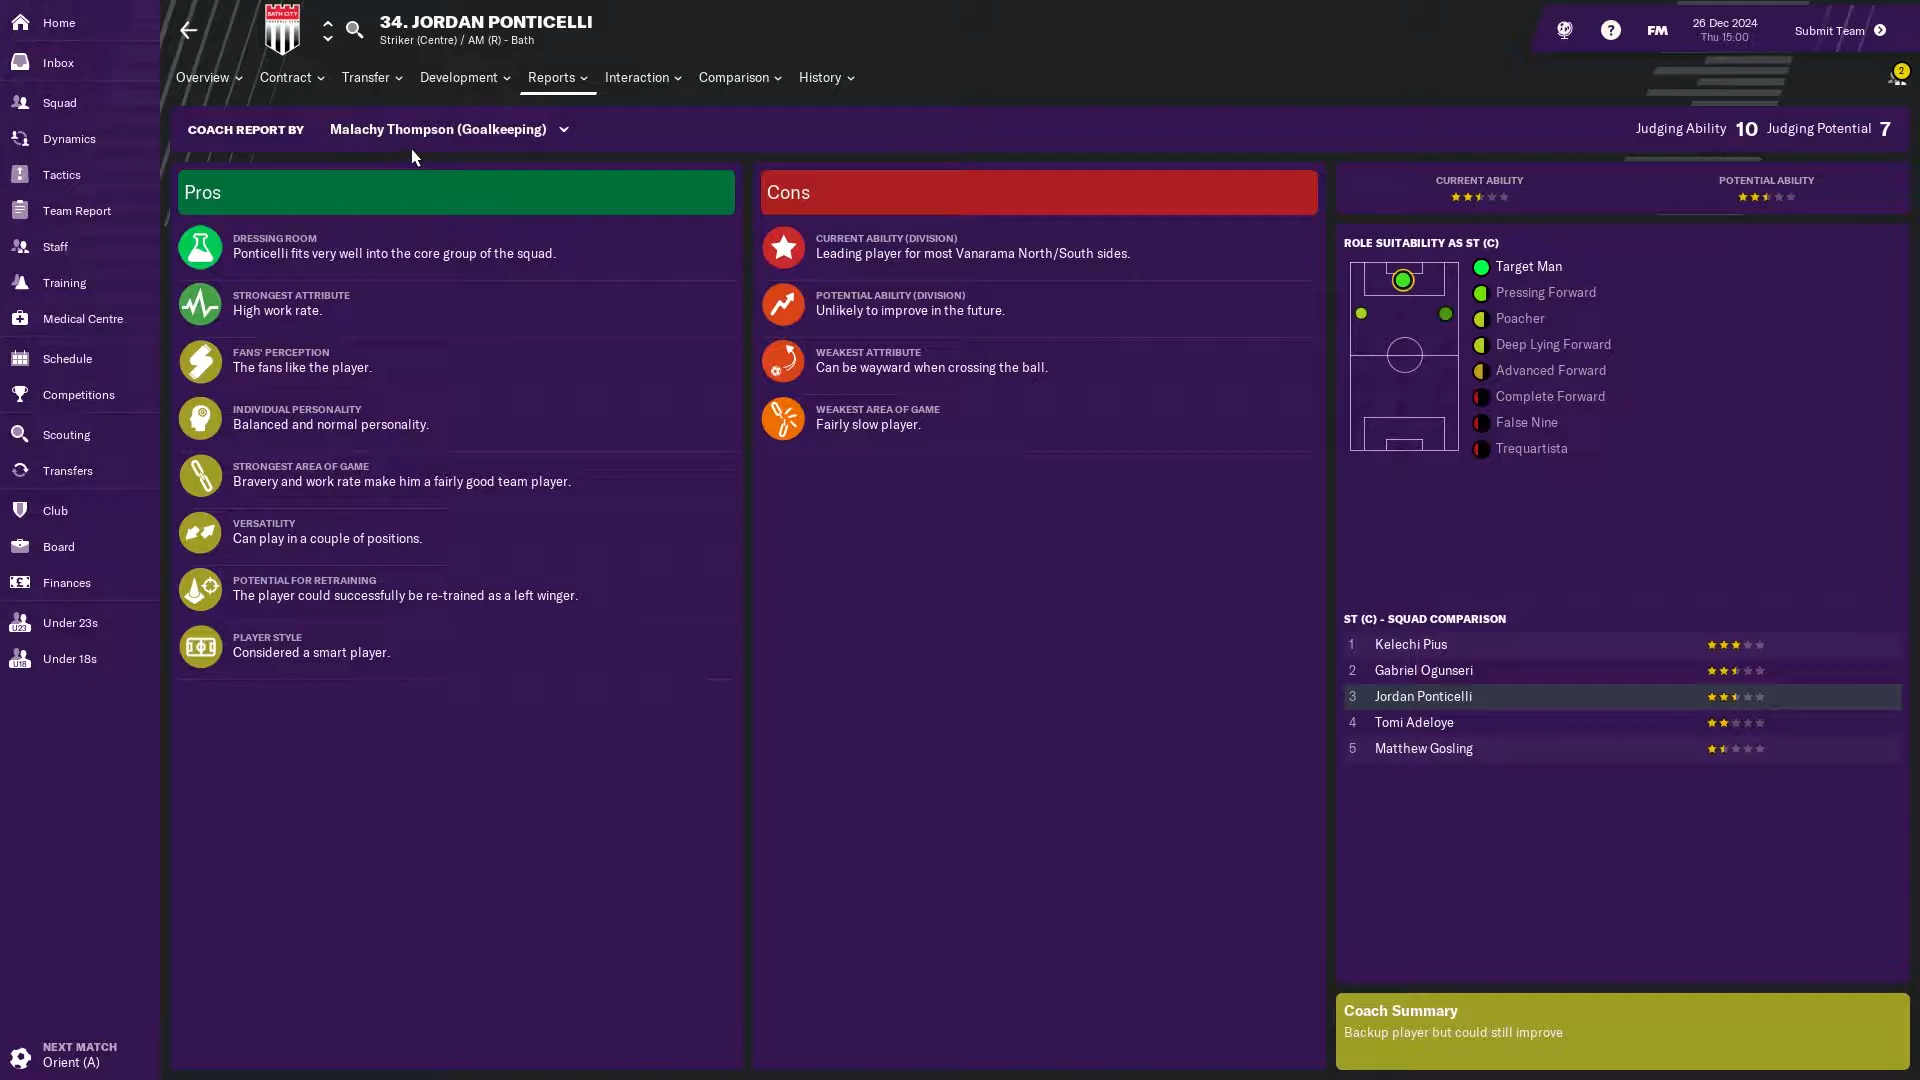 Home
Inbox
Squad
Dynamics
Tactics
Team Report
Staff
Training
Medical Centre
Schedule
Competitions
Scouting
Transfers
Club
Board
Finances
U23
Under 23s
U18
Under 18s
NEXT MATCH
Orient (A)
BATH CITY
34. JORDAN PONTICELLI
Striker (Centre) / AM (R) - Bath
?
FM
26 Dec 2024
Thu 15:00
Submit Team
2
Overview
Contract
Transfer
Development
Reports
Interaction
Comparison
History
COACH REPORT BY
Malachy Thompson (Goalkeeping)
Judging Ability 10 Judging Potential 7
Pros
DRESSING ROOM
Ponticelli fits very well into the core group of the squad.
STRONGEST ATTRIBUTE
High work rate.
FANS' PERCEPTION
The fans like the player.
INDIVIDUAL PERSONALITY
Balanced and normal personality.
STRONGEST AREA OF GAME
Bravery and work rate make him a fairly good team player.
VERSATILITY
Can play in a couple of positions.
POTENTIAL FOR RETRAINING
The player could successfully be re-trained as a left winger.
PLAYER STYLE
Considered a smart player.
Cons
CURRENT ABILITY (DIVISION)
Leading player for most Vanarama North/South sides.
POTENTIAL ABILITY (DIVISION)
Unlikely to improve in the future.
WEAKEST ATTRIBUTE
Can be wayward when crossing the ball.
WEAKEST AREA OF GAME
Fairly slow player.
CURRENT ABILITY
POTENTIAL ABILITY
ROLE SUITABILITY AS ST (C)
Target Man
Pressing Forward
Poacher
Deep Lying Forward
Advanced Forward
Complete Forward
False Nine
Trequartista
ST (C) - SQUAD COMPARISON
1 Kelechi Pius
2 Gabriel Ogunseri
3 Jordan Ponticelli
4 Tomi Adeloye
5 Matthew Gosling
Coach Summary
Backup player but could still improve